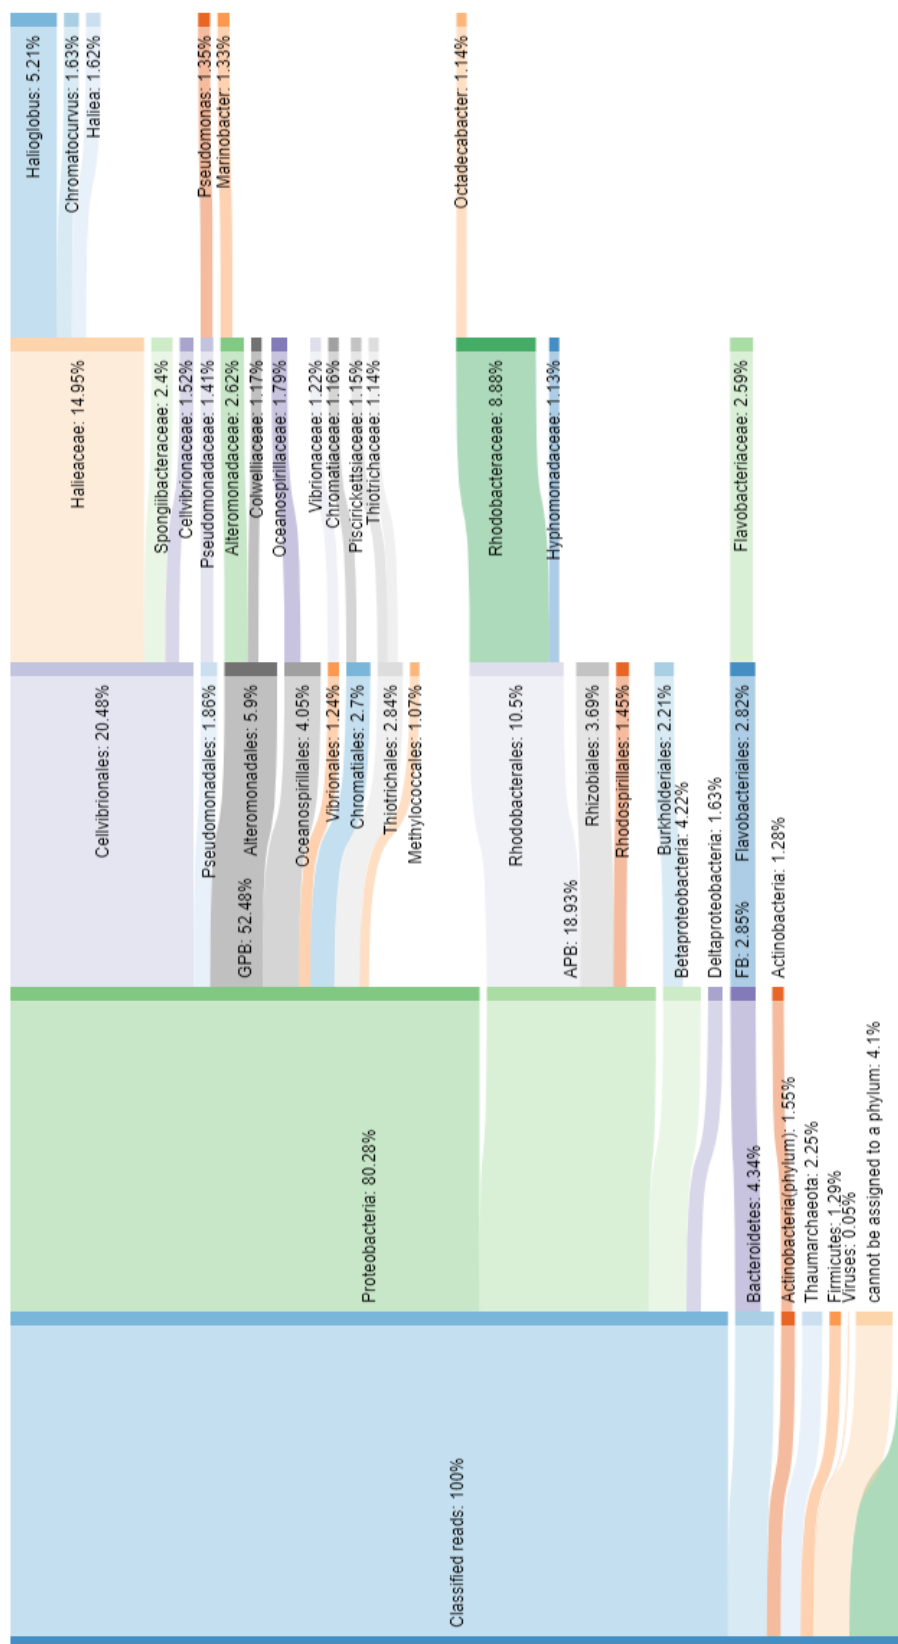 Classified reads: 100%
Proteobacteria: 80.28%
Bacteroidetes: 4.34%
Actinobacteria(phylum): 1.55%
Thaumarchaeota: 2.25%
Firmicutes: 1.29%
Viruses: 0.05%
cannot be assigned to a phylum: 4.1%
GPB: 52.48%
APB: 18.93%
Betaproteobacteria: 4.22%
Deltaproteobacteria: 1.63%
FB: 2.85%
Actinobacteria: 1.28%
Cellvibrionales: 20.48%
Pseudomonadales: 1.86%
Alteromonadales: 5.9%
Oceanospirillales: 4.05%
Vibrionales: 1.24%
Chromatiales: 2.7%
Thiotrichales: 2.84%
Methylococcales: 1.07%
Rhodobacterales: 10.5%
Rhizobiales: 3.69%
Rhodospirillales: 1.45%
Burkholderiales: 2.21%
Flavobacteriales: 2.82%
Halieaceae: 14.95%
Spongiibacteraceae: 2.4%
Cellvibrionaceae: 1.52%
Pseudomonadaceae: 1.41%
Alteromonadaceae: 2.62%
Colwelliaceae: 1.17%
Oceanospirillaceae: 1.79%
Vibrionaceae: 1.22%
Chromatiaceae: 1.16%
Piscirickettsiaceae: 1.15%
Thiotrichaceae: 1.14%
Rhodobacteraceae: 8.88%
Hyphomonadaceae: 1.13%
Flavobacteriaceae: 2.59%
Halioglobus: 5.21%
Chromatocurvus: 1.63%
Haliea: 1.62%
Pseudomonas: 1.35%
Marinobacter: 1.33%
Octadecabacter: 1.14%